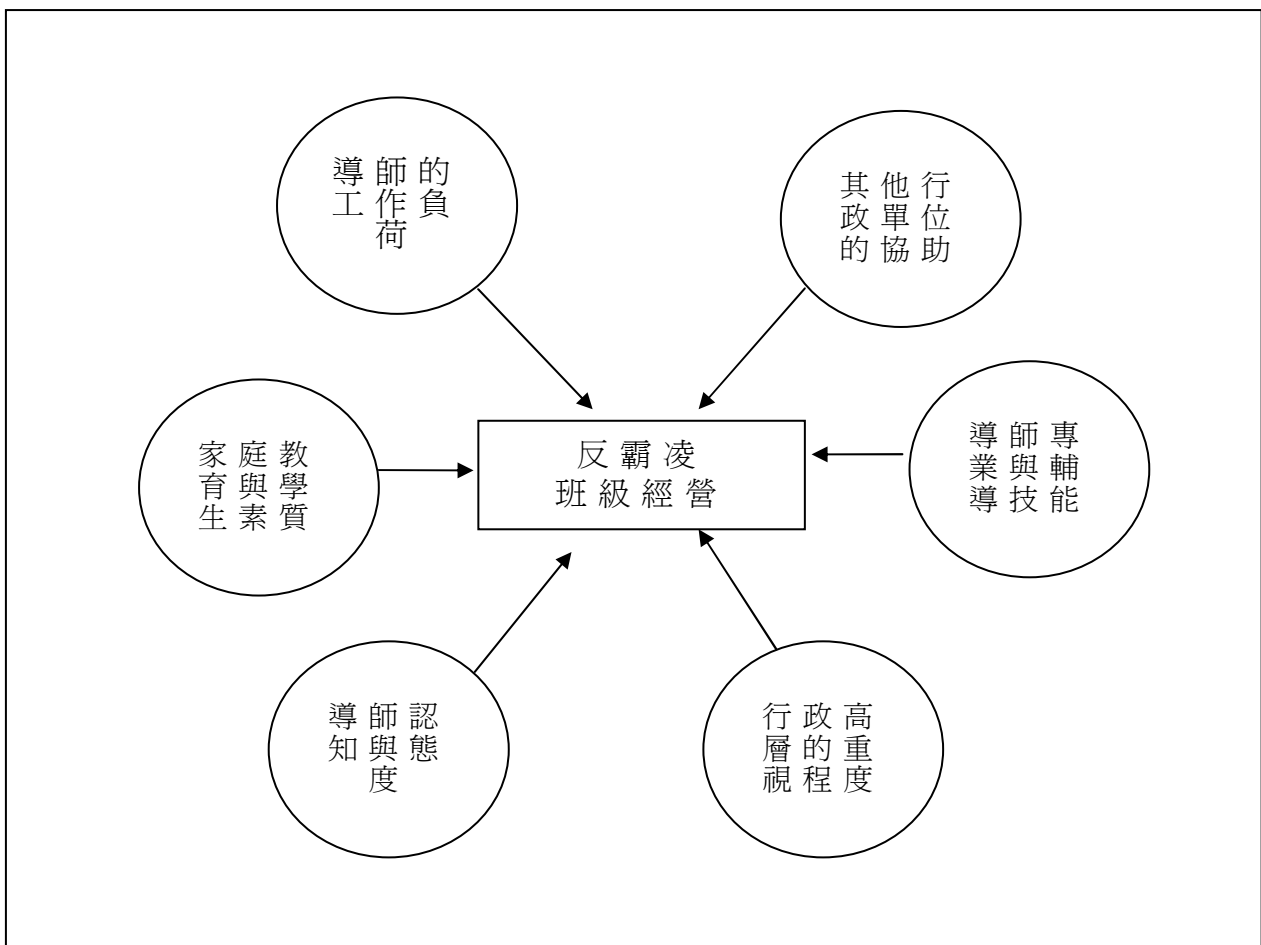 導師的
工作負
荷
其他行
政單位
的協助
家庭教
育與學
生素質
反霸凌
班級經營
導師專
業與輔
導技能
導師認
知與態
度
行政高
層的重
視程度